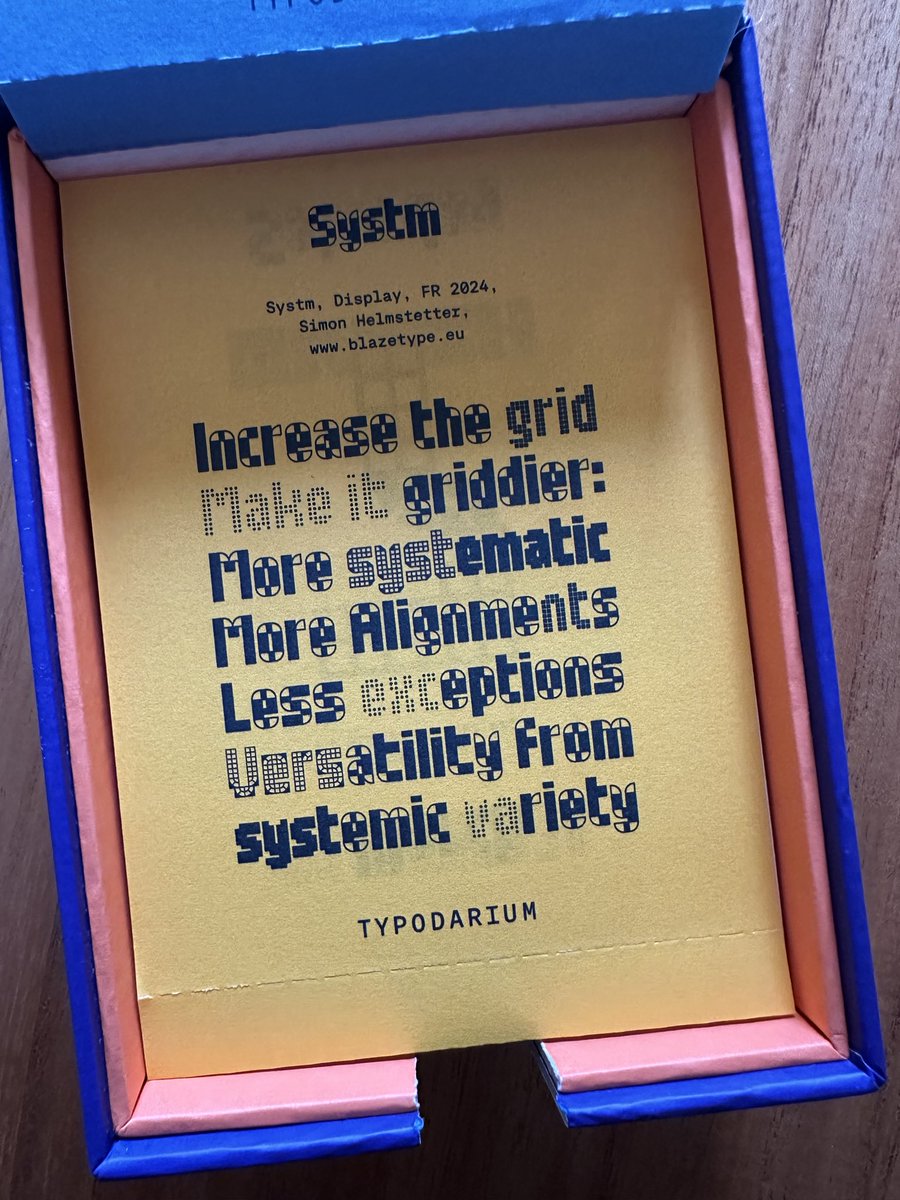 Systm
Systm, Display, FR 2024,
Simon Helmstetter,
www.blazetype.eu
Increase the grid
Make it griddier:
More systematic
More Alignments
Less exceptions
Versatility from
systemic variety
TYPODARIUM